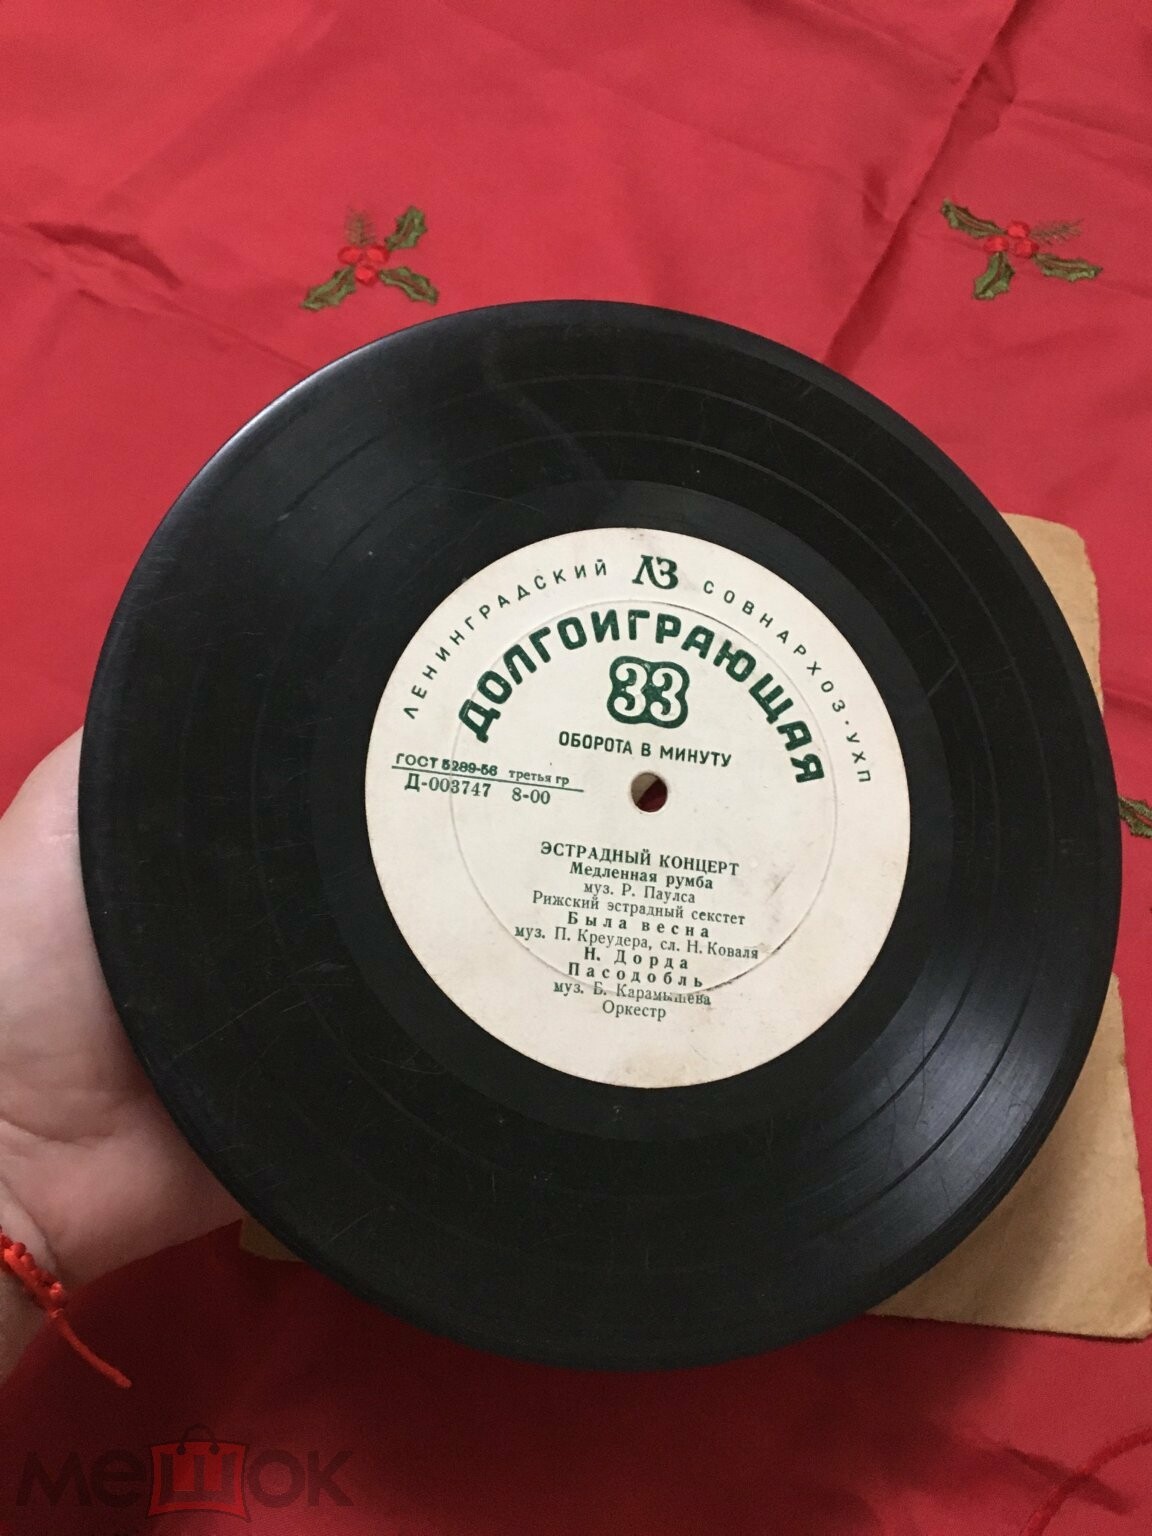 ЛЕНИНГРАДСКИЙ ЛЗ СОВНАРХОЗ·УХП
ДОЛГОИГРАЮЩАЯ
33
ОБОРОТА В МИНУТУ
ГОСТ 5289-56 третья гр
Д-003747 8-00
ЭСТРАДНЫЙ КОНЦЕРТ
Медленная румба
муз. Р. Паулса
Рижский эстрадный секстет
Была весна
муз. П. Креудера, сл. Н. Коваля
Н. Дорда
Пасодобль
муз. Б. Карамышева
Оркестр
мешок